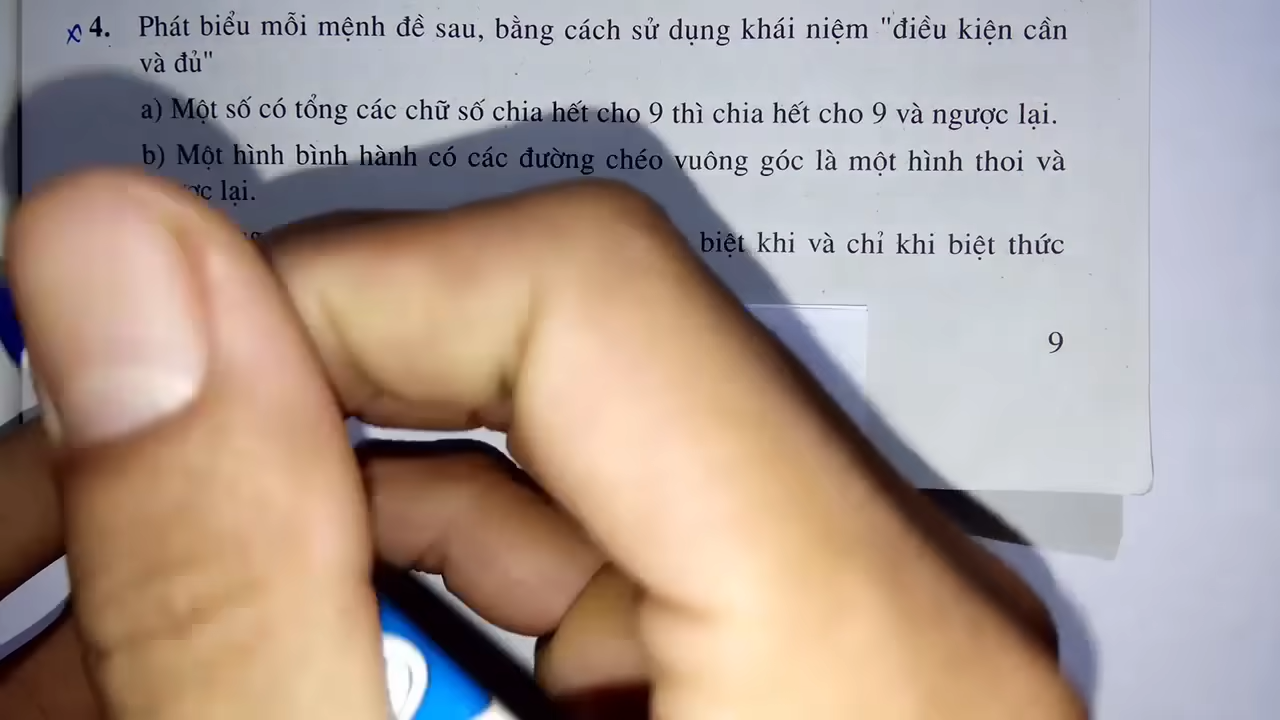 4. Phát biểu mỗi mệnh đề sau, bằng cách sử dụng khái niệm "điều kiện cần
và đủ"
a) Một số có tổng các chữ số chia hết cho 9 thì chia hết cho 9 và ngược lại.
b) Một hình bình hành có các đường chéo vuông góc là một hình thoi và
lại.
biệt khi và chỉ khi biệt thức
9